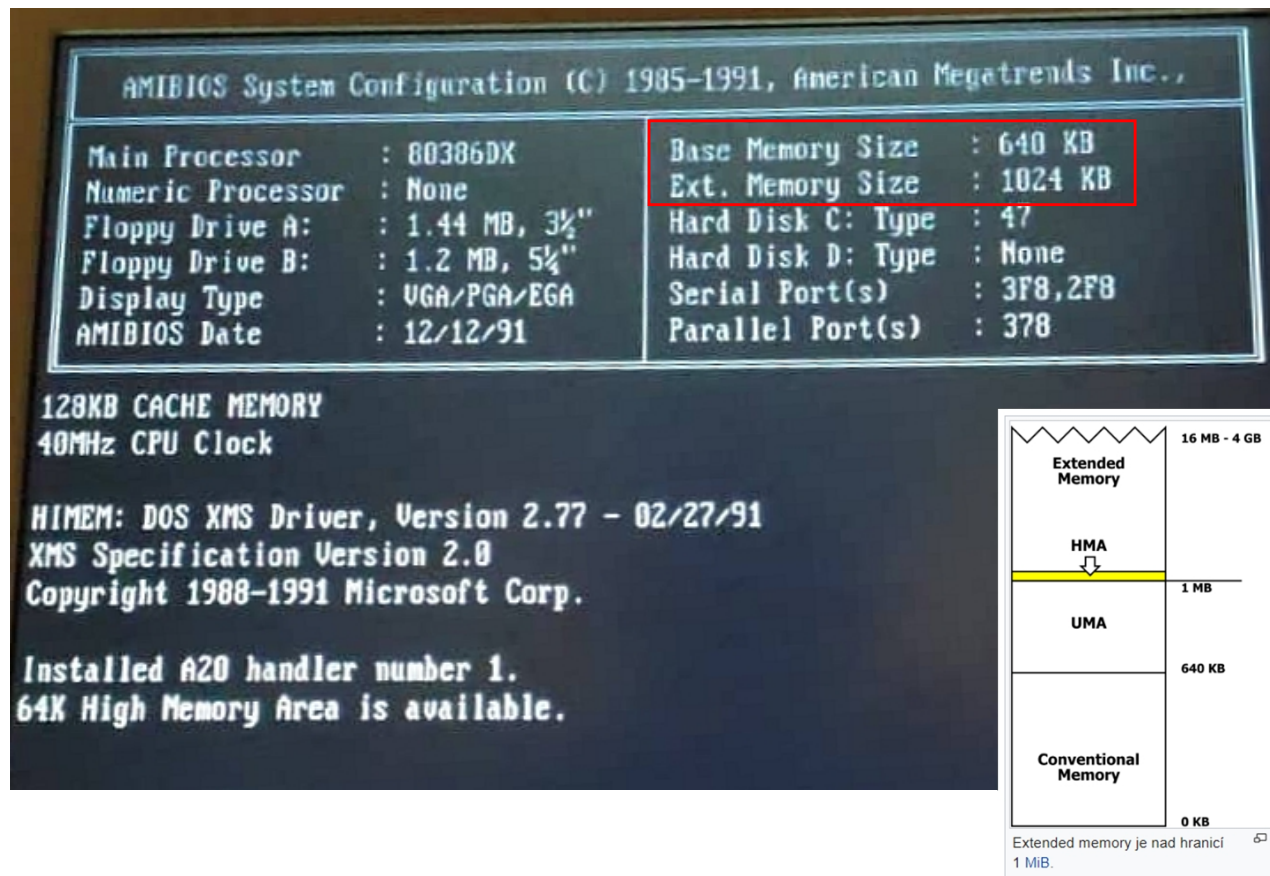 AMIBIOS System Configuration (C) 1985-1991, American Megatrends Inc.,
Main Processor : 80386DX
Numeric Processor : None
Floppy Drive A: : 1.44 MB, 3½"
Floppy Drive B: : 1.2 MB, 5¼"
Display Type : VGA/PGA/EGA
AMIBIOS Date : 12/12/91
Base Memory Size : 640 KB
Ext. Memory Size : 1024 KB
Hard Disk C: Type : 47
Hard Disk D: Type : None
Serial Port(s) : 3F8,2F8
Parallel Port(s) : 378
128KB CACHE MEMORY
40MHz CPU Clock
HIMEM: DOS XMS Driver, Version 2.77 - 02/27/91
XMS Specification Version 2.0
Copyright 1988-1991 Microsoft Corp.
Installed A20 handler number 1.
64K High Memory Area is available.
16 MB - 4 GB
Extended
Memory
HMA
1 MB
UMA
640 KB
Conventional
Memory
0 KB
Extended memory je nad hranicí
1 MiB.